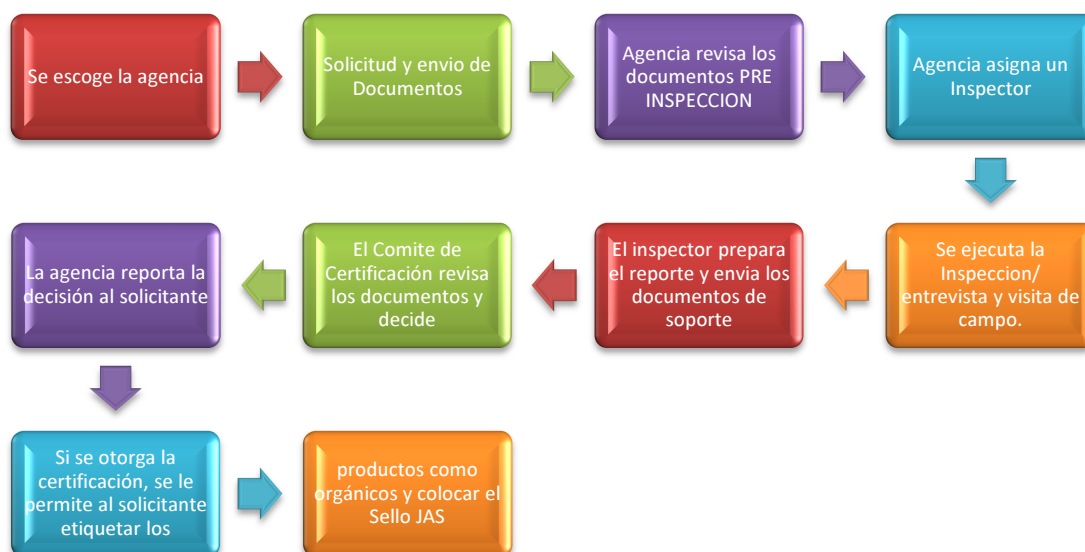 Se escoge la agencia
Solicitud y envio de
Documentos
Agencia revisa los
documentos PRE
INSPECCION
Agencia asigna un
Inspector
Se ejecuta la
Inspeccion/
entrevista y visita de
campo.
El inspector prepara
el reporte y envia los
documentos de
soporte
El Comite de
Certificación revisa
los documentos y
decide
La agencia reporta la
decisión al solicitante
Si se otorga la
certificación, se le
permite al solicitante
etiquetar los
productos como
orgánicos y colocar el
Sello JAS